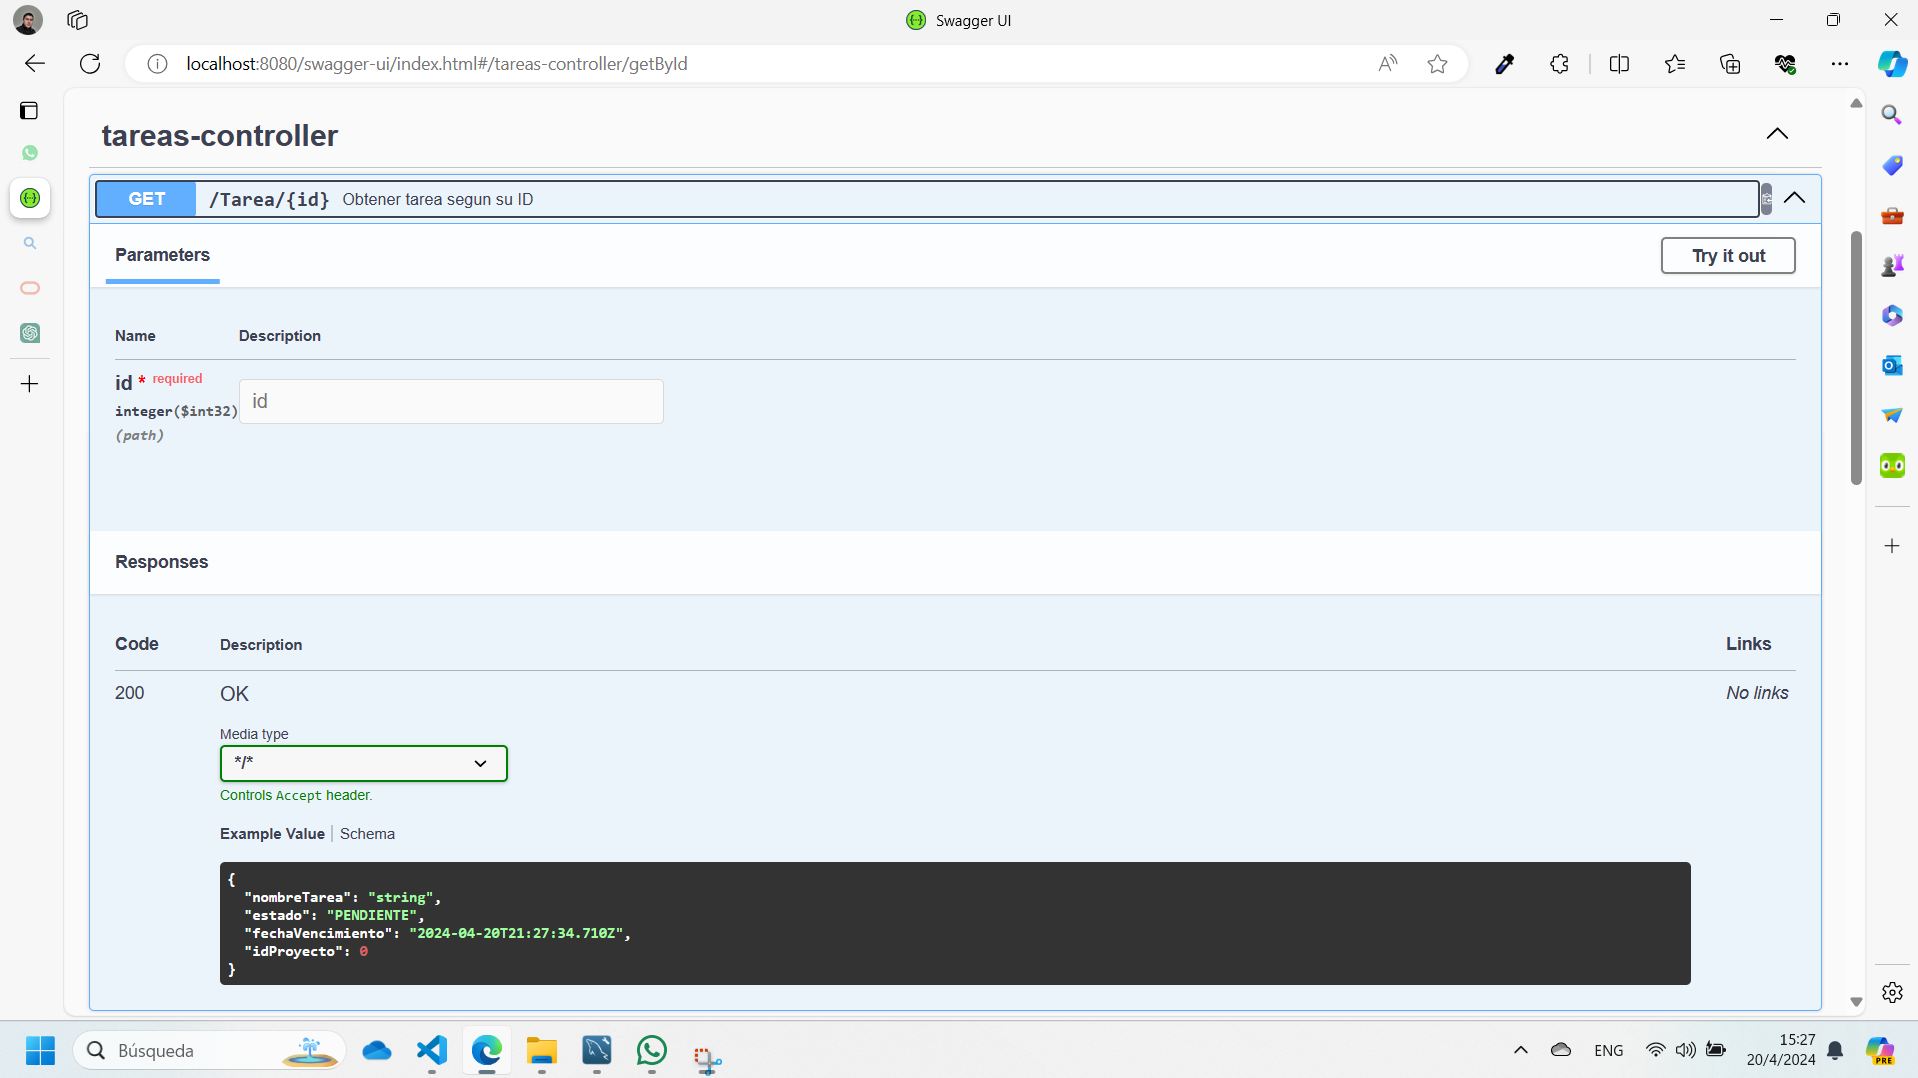 Swagger UI
localhost:8080/swagger-ui/index.html#/tareas-controller/getById
tareas-controller
GET /Tarea/{id} Obtener tarea segun su ID
Parameters
Try it out
Name Description
id * required
integer($int32)
(path)
id
Responses
Code Description Links
200 OK No links
Media type
*/*
Controls Accept header.
Example Value Schema
{
"nombreTarea": "string",
"estado": "PENDIENTE",
"fechaVencimiento": "2024-04-20T21:27:34.710Z",
"idProyecto": 0
}
Búsqueda
ENG
15:27
20/4/2024
PRE